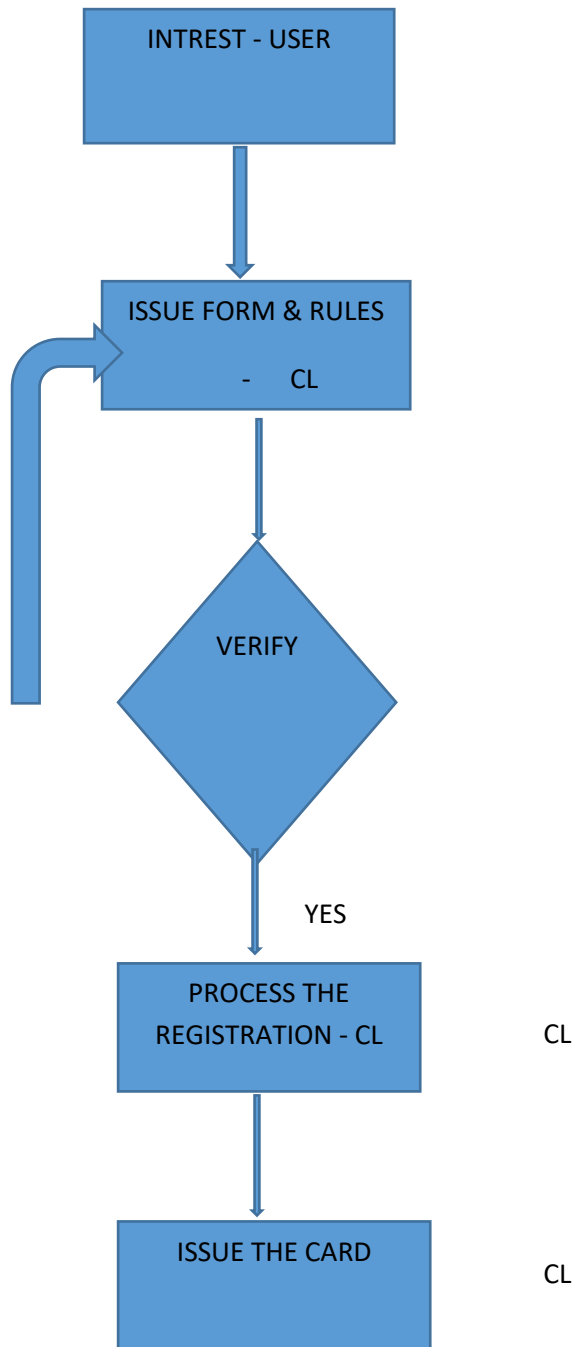 INTREST - USER
ISSUE FORM & RULES
- CL
VERIFY
YES
PROCESS THE
REGISTRATION - CL
CL
ISSUE THE CARD
CL